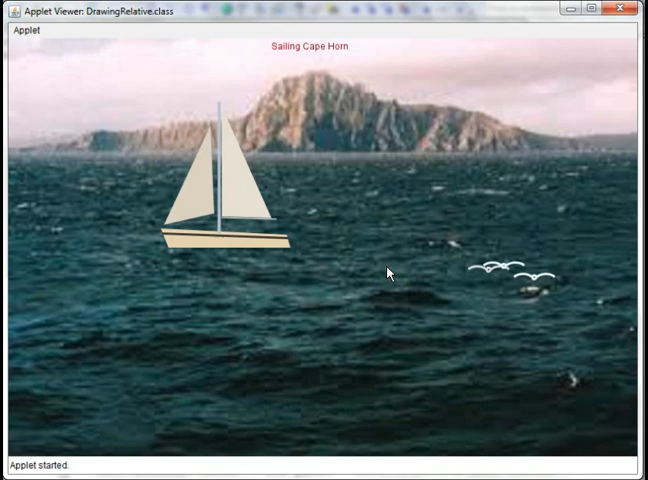 Applet Viewer: DrawingRelative.class
Applet
Sailing Cape Horn
Applet started.